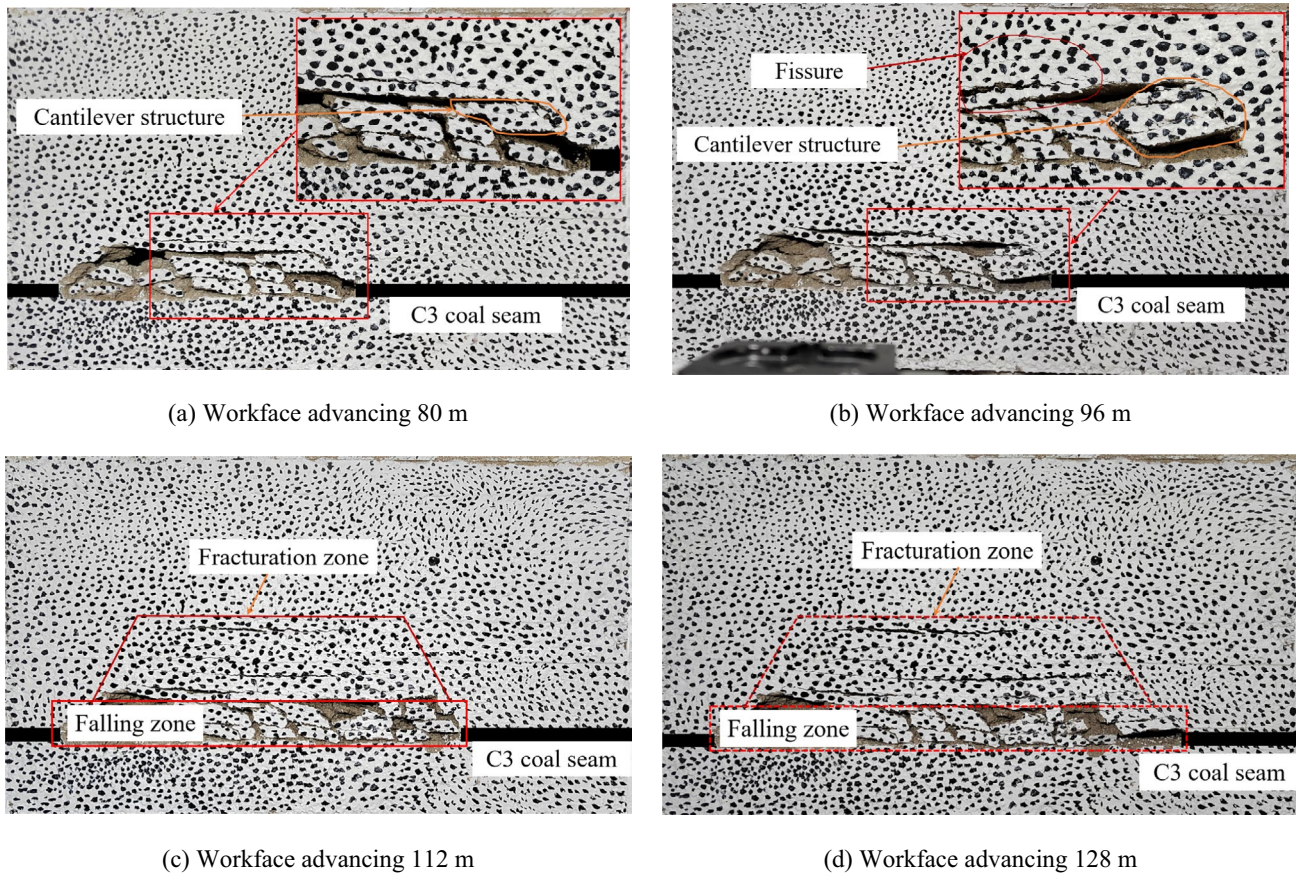 Cantilever structure
C3 coal seam
(a) Workface advancing 80 m
Fissure
Cantilever structure
C3 coal seam
(b) Workface advancing 96 m
Fracturation zone
Falling zone
C3 coal seam
(c) Workface advancing 112 m
Fracturation zone
Falling zone
C3 coal seam
(d) Workface advancing 128 m